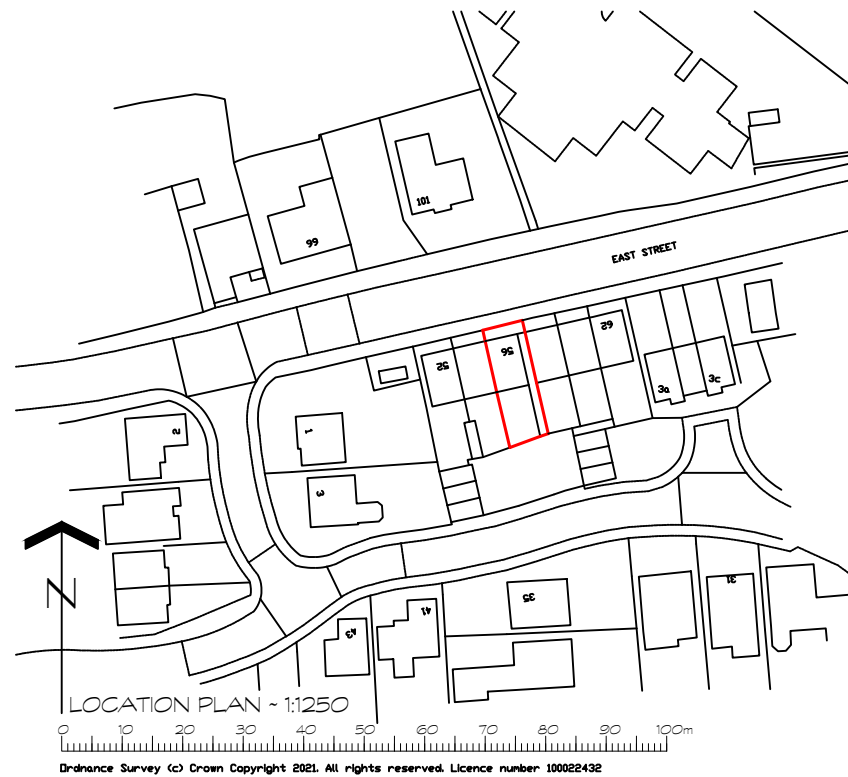 101
99
EAST STREET
62
56
52
3a
3c
2
1
3
35
31
41
43
N
LOCATION PLAN ~ 1:1250
0 10 20 30 40 50 60 70 80 90 100m
Ordnance Survey (c) Crown Copyright 2021. All rights reserved. Licence number 100022432